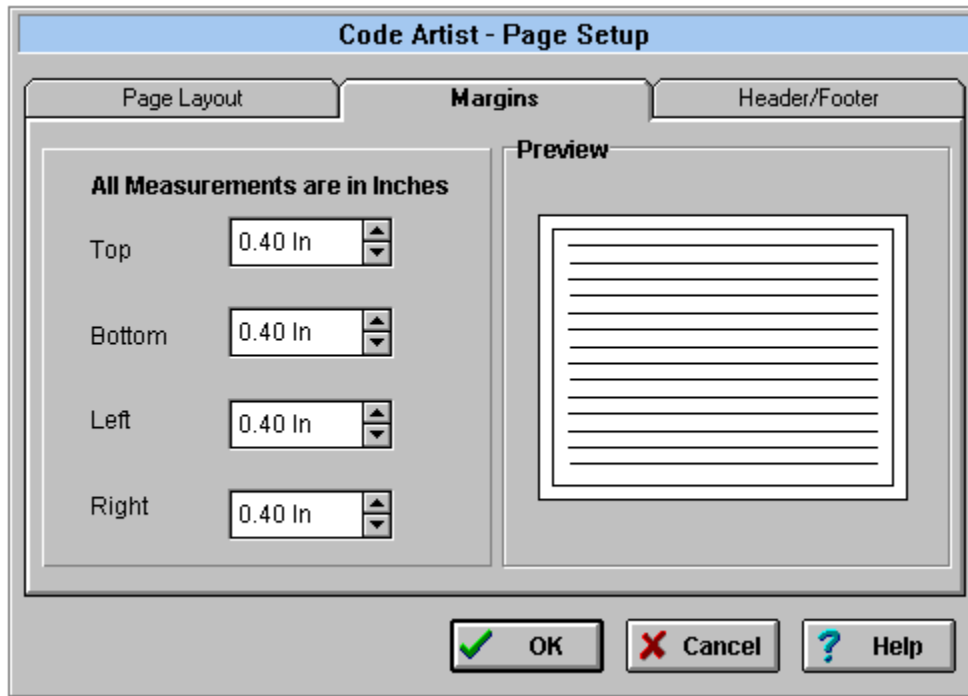 Code Artist - Page Setup
Page Layout
Margins
Header/Footer
All Measurements are in Inches
Top
0.40 In
Bottom
0.40 In
Left
0.40 In
Right
0.40 In
Preview
OK
Cancel
Help